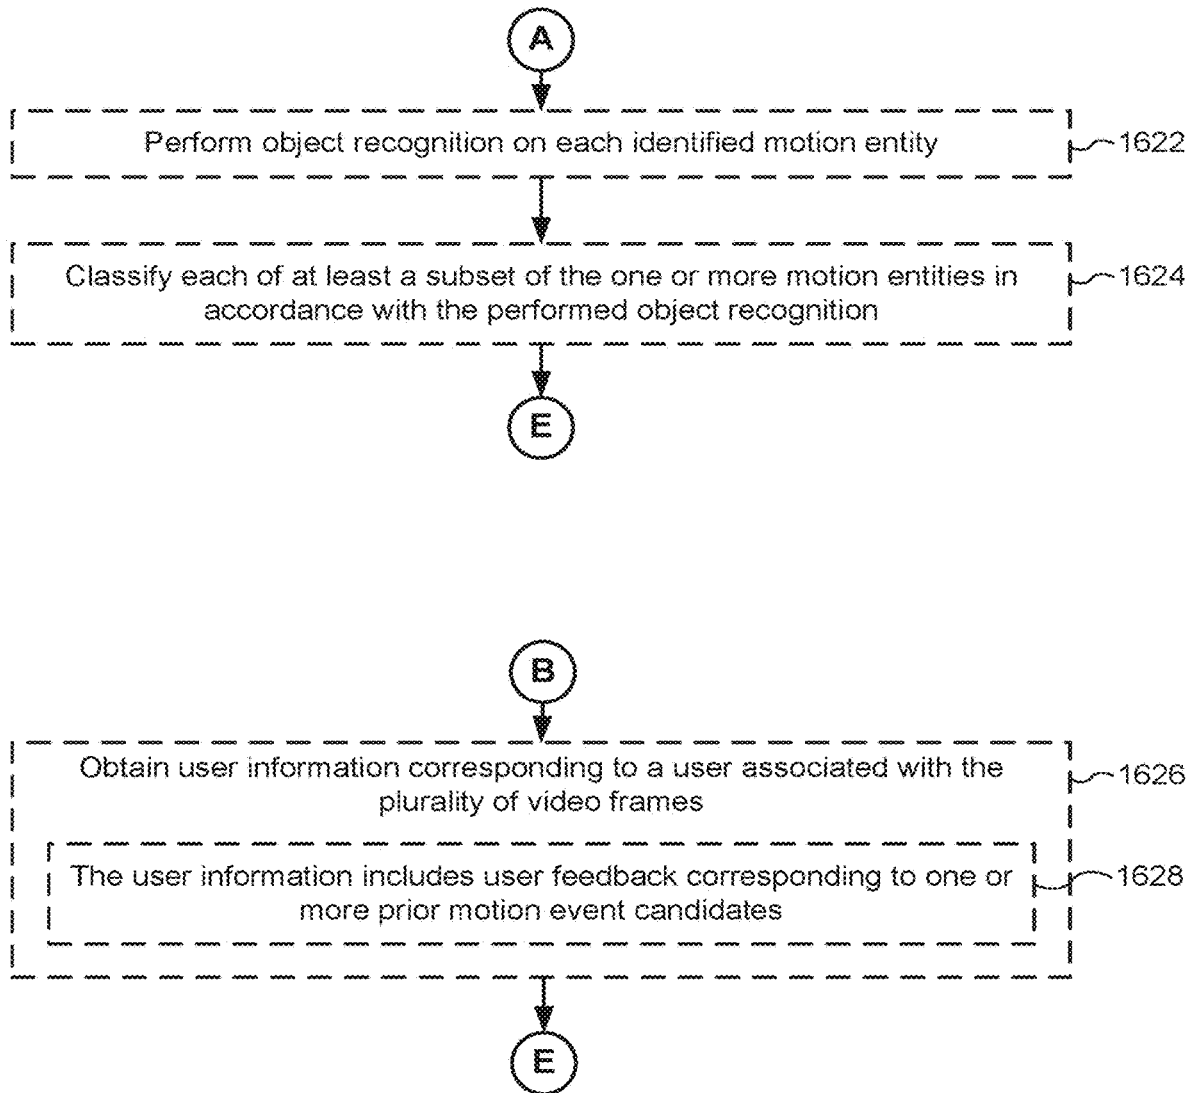 A
Perform object recognition on each identified motion entity
1622
Classify each of at least a subset of the one or more motion entities in
accordance with the performed object recognition
1624
E
B
Obtain user information corresponding to a user associated with the
plurality of video frames
1626
The user information includes user feedback corresponding to one or
more prior motion event candidates
1628
E